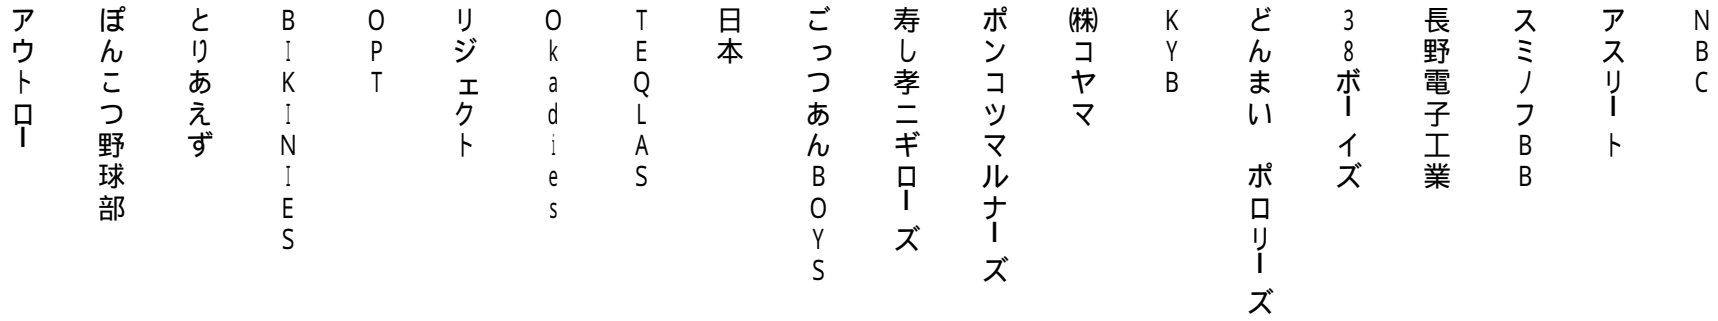 NBC
アスリート
スミノフBB
長野電子工業
38ボーイズ
どんまい　ポロリーズ
KYB
㈱コヤマ
ポンコツマルナーズ
寿し孝ニギローズ
ごっつあんBOYS
日本
TEQLAS
Okadies
リジェクト
OPT
BIKINIES
とりあえず
ぽんこつ野球部
アウトロー